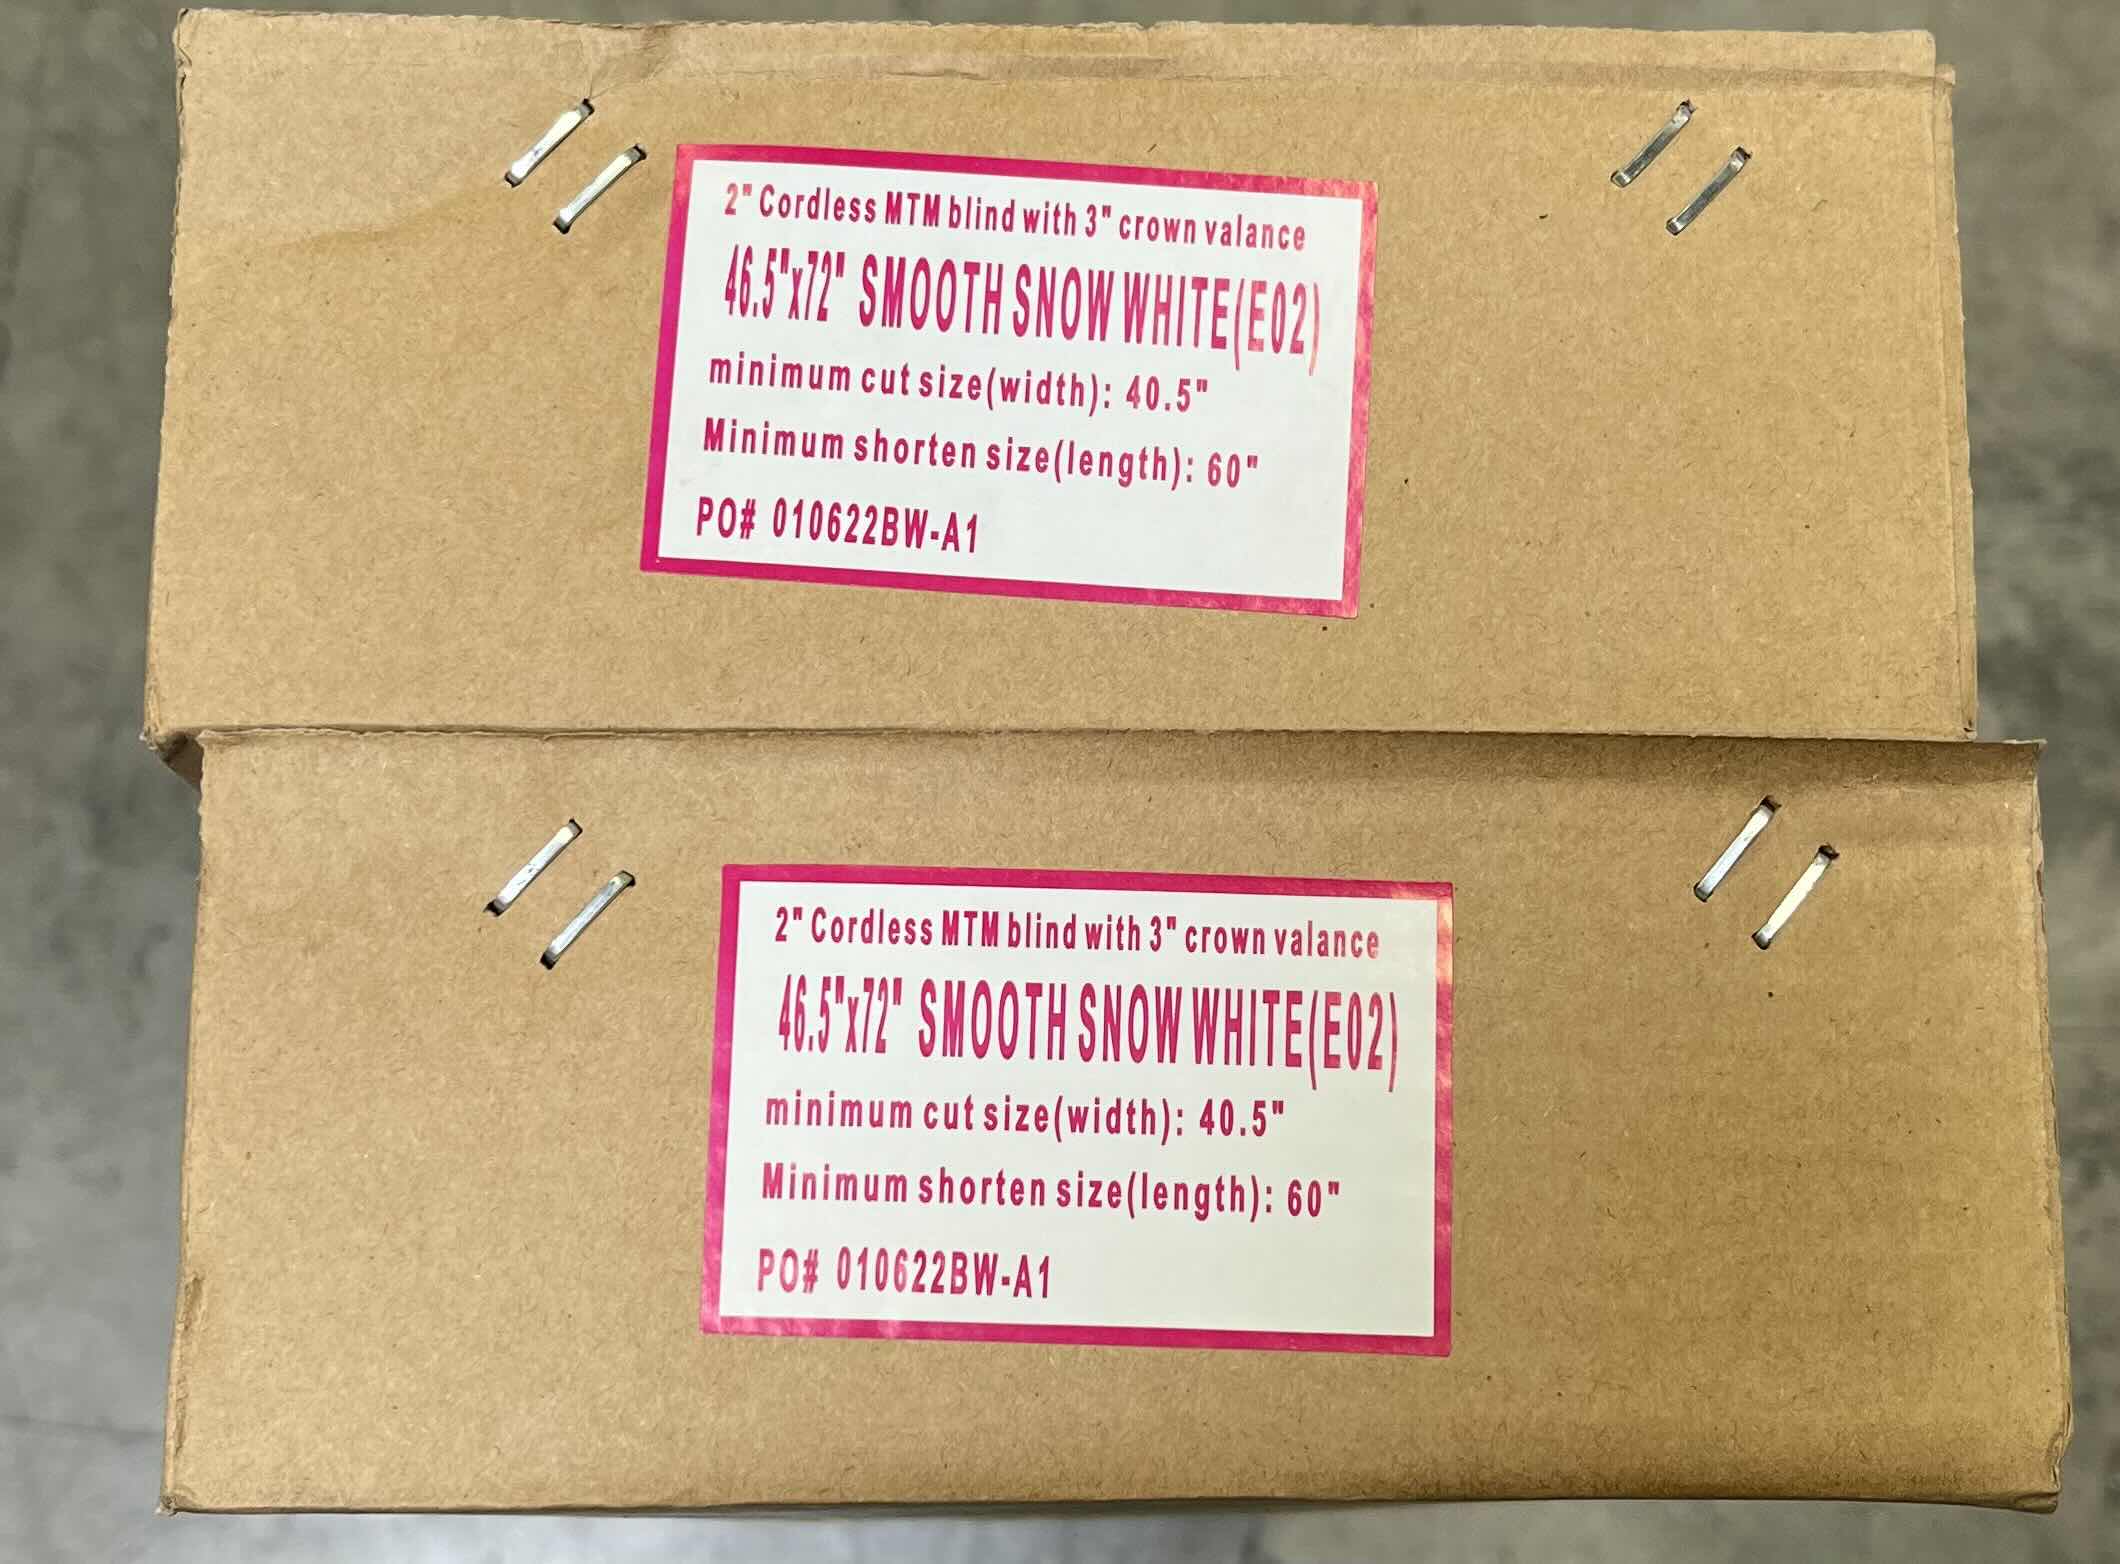 2" Cordless MTM blind with 3" crown valance
46.5"x72" SMOOTH SNOW WHITE(E02)
minimum cut size(width): 40.5"
Minimum shorten size(length): 60"
PO# 010622BW-A1
2" Cordless MTM blind with 3" crown valance
46.5"x72" SMOOTH SNOW WHITE(E02)
minimum cut size(width): 40.5"
Minimum shorten size(length): 60"
PO# 010622BW-A1